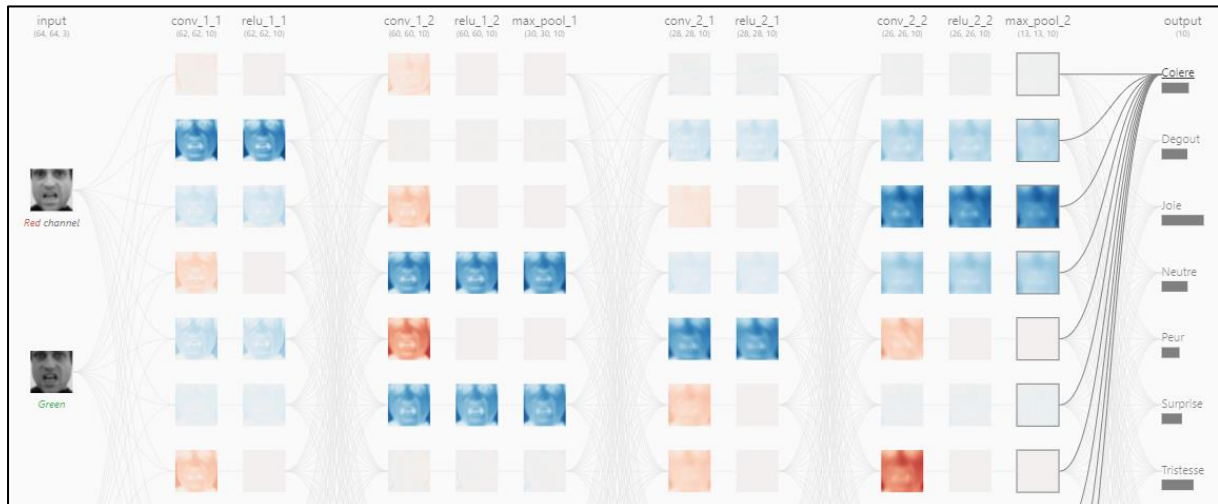 input conv_1_1 relu_1_1 conv_1_2 relu_1_2 max_pool_1 conv_2_1 relu_2_1 conv_2_2 relu_2_2 max_pool_2 output
(64, 64, 3) (62, 62, 10) (62, 62, 10) (60, 60, 10) (60, 60, 10) (30, 30, 10) (28, 28, 10) (28, 28, 10) (26, 26, 10) (26, 26, 10) (13, 13, 10) (10)
Colere
Degout
Joie
Red channel
Neutre
Peur
Green
Surprise
Tristesse